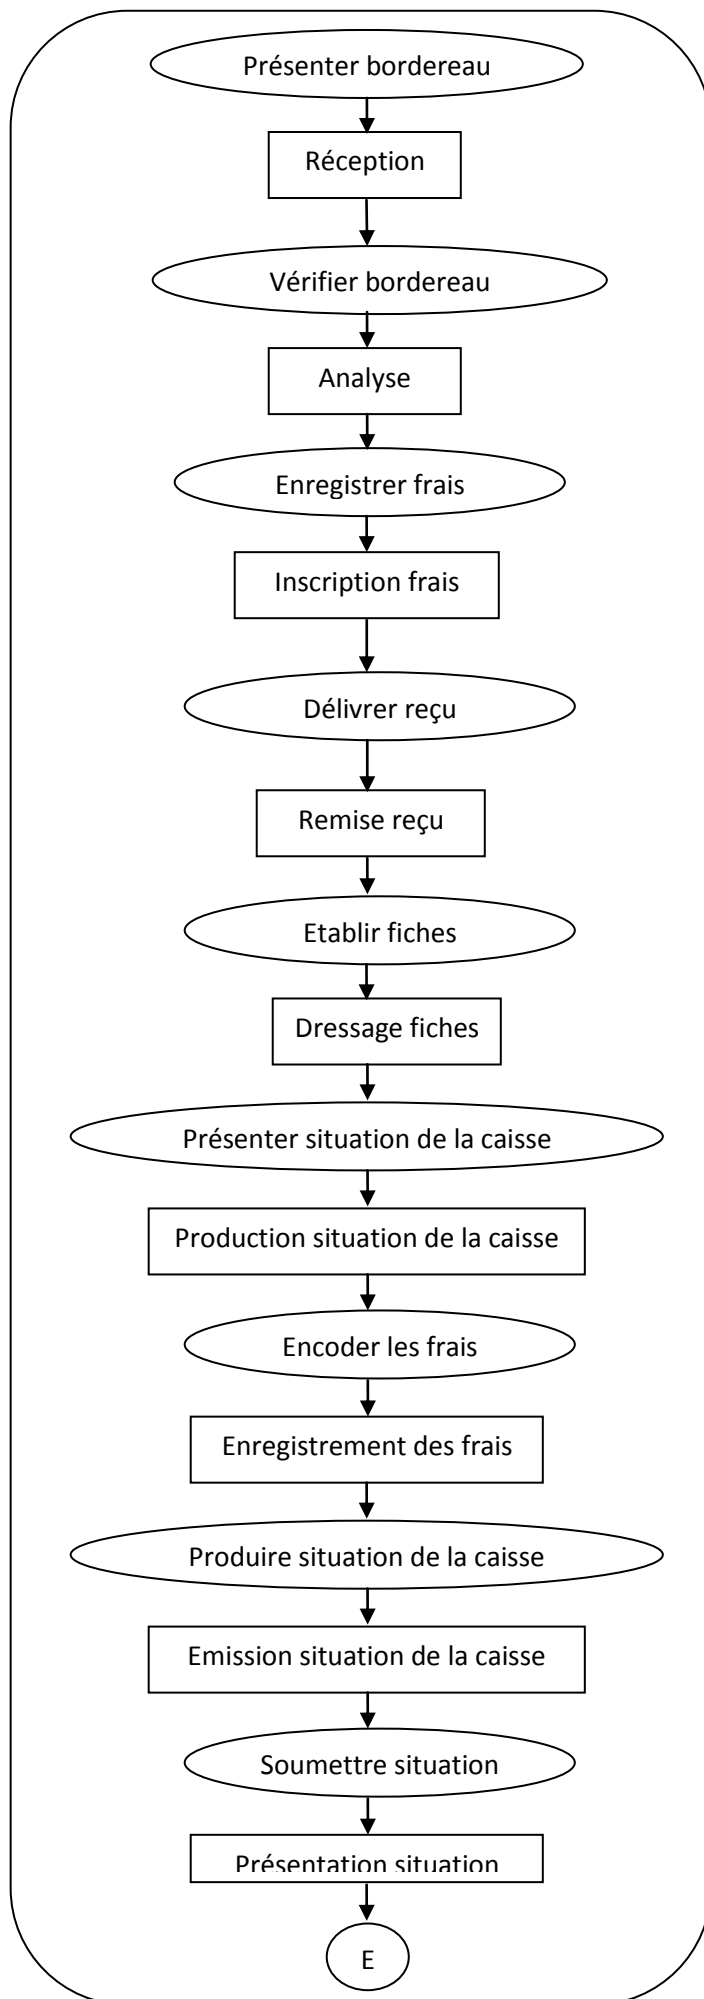 Présenter bordereau
Réception
Vérifier bordereau
Analyse
Enregistrer frais
Inscription frais
Délivrer reçu
Remise reçu
Etablir fiches
Dressage fiches
Présenter situation de la caisse
Production situation de la caisse
Encoder les frais
Enregistrement des frais
Produire situation de la caisse
Emission situation de la caisse
Soumettre situation
Présentation situation
E